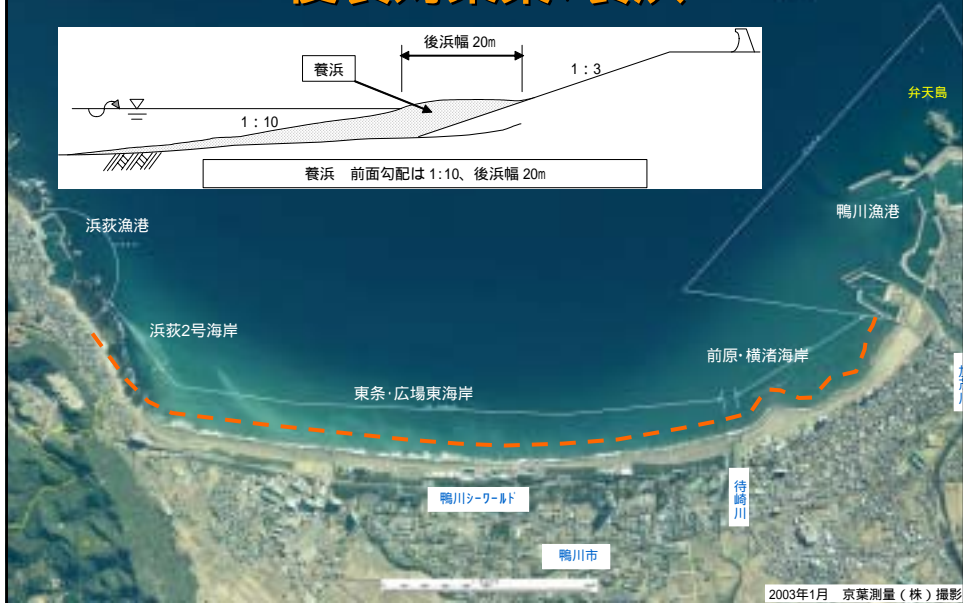 後浜幅 20m
養浜
1:3
1:10
養浜 前面勾配は 1:10、後浜幅 20m
弁天島
鴨川漁港
浜荻漁港
浜荻2号海岸
前原・横渚海岸
東条・広場東海岸
鴨川シーワールド
待崎川
鴨川市
2003年1月 京葉測量(株)撮影